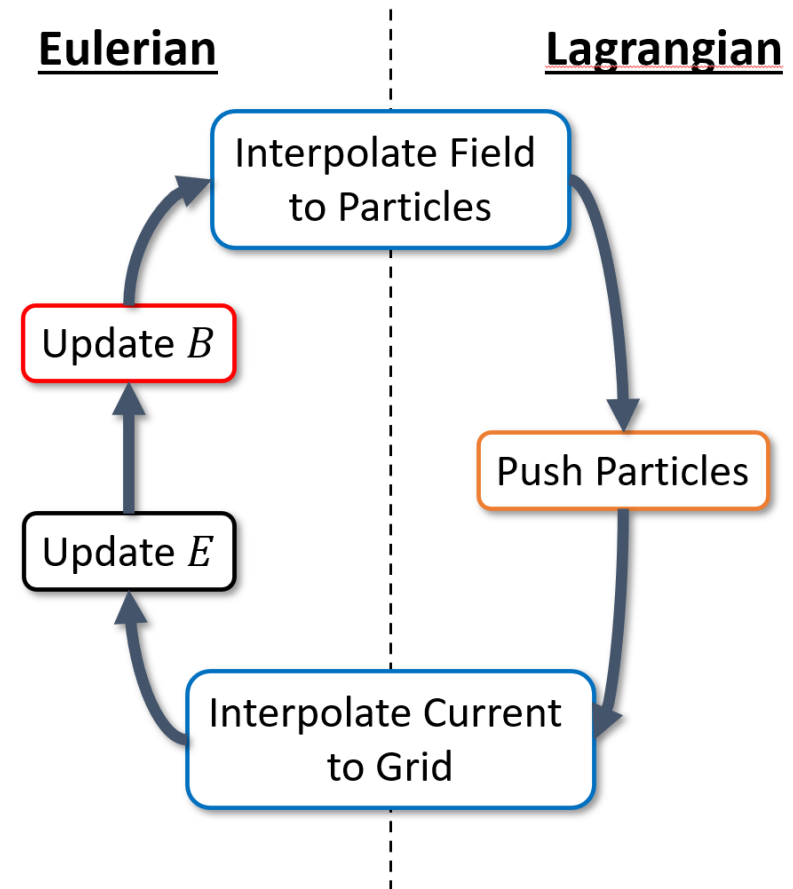 Eulerian
Lagrangian
Interpolate Field
to Particles
Update B
Push Particles
Update E
Interpolate Current
to Grid